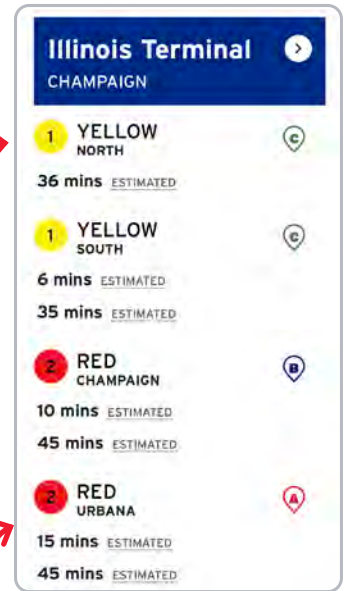 Illinois Terminal
CHAMPAIGN
1 YELLOW C
NORTH
36 mins ESTIMATED
1 YELLOW C
SOUTH
6 mins ESTIMATED
35 mins ESTIMATED
2 RED B
CHAMPAIGN
10 mins ESTIMATED
45 mins ESTIMATED
2 RED A
URBANA
15 mins ESTIMATED
45 mins ESTIMATED